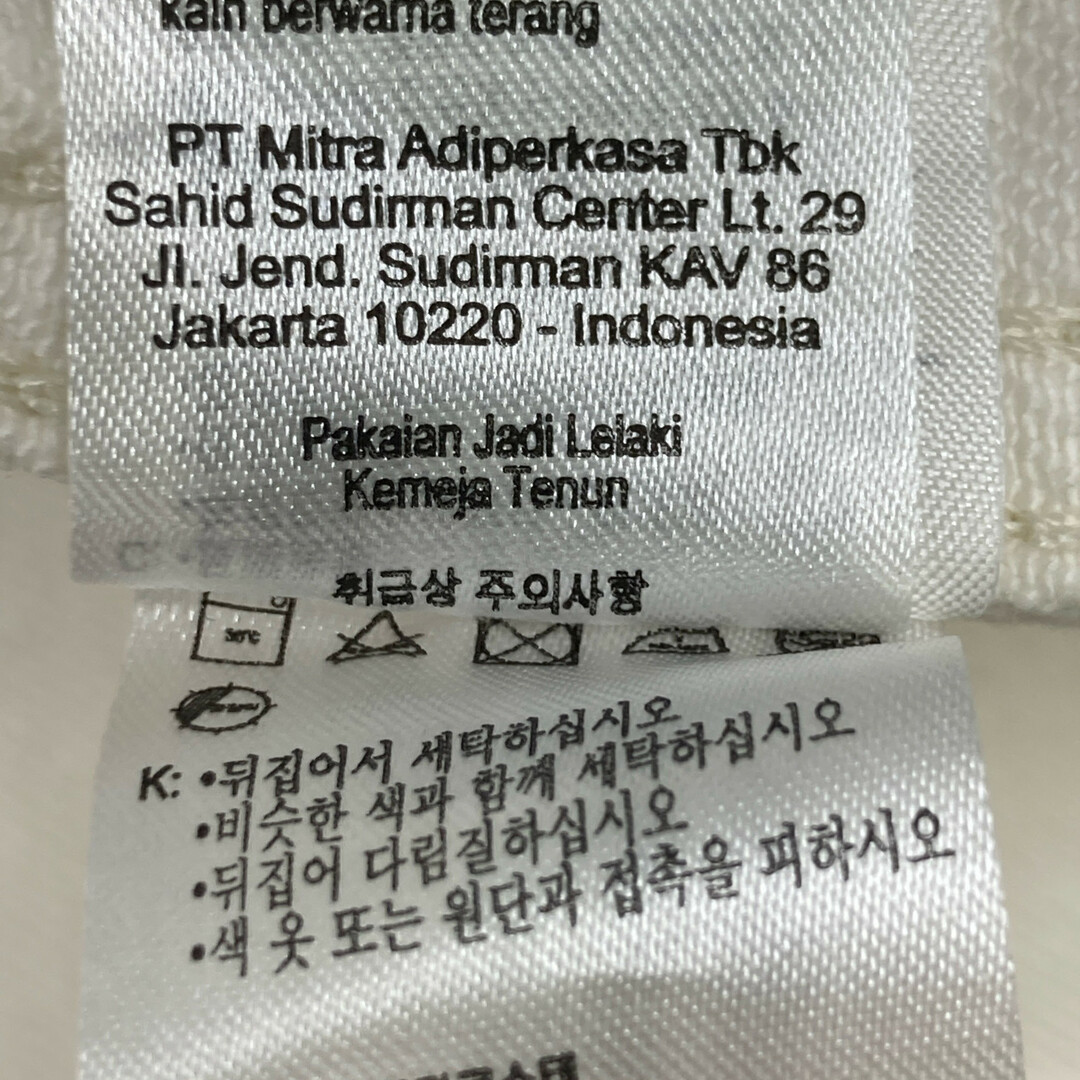 kain berwarna terang
PT Mitra Adiperkasa Tbk
Sahid Sudirman Center Lt. 29
Jl. Jend. Sudirman KAV 86
Jakarta 10220 - Indonesia
Pakaian Jadi Lelaki
Kemeja Tenun
취급상 주의사항
30°C
K: •뒤집어서 세탁하십시오
•비슷한 색과 함께 세탁하십시오
•뒤집어 다림질하십시오
•색 옷 또는 원단과 접촉을 피하시오